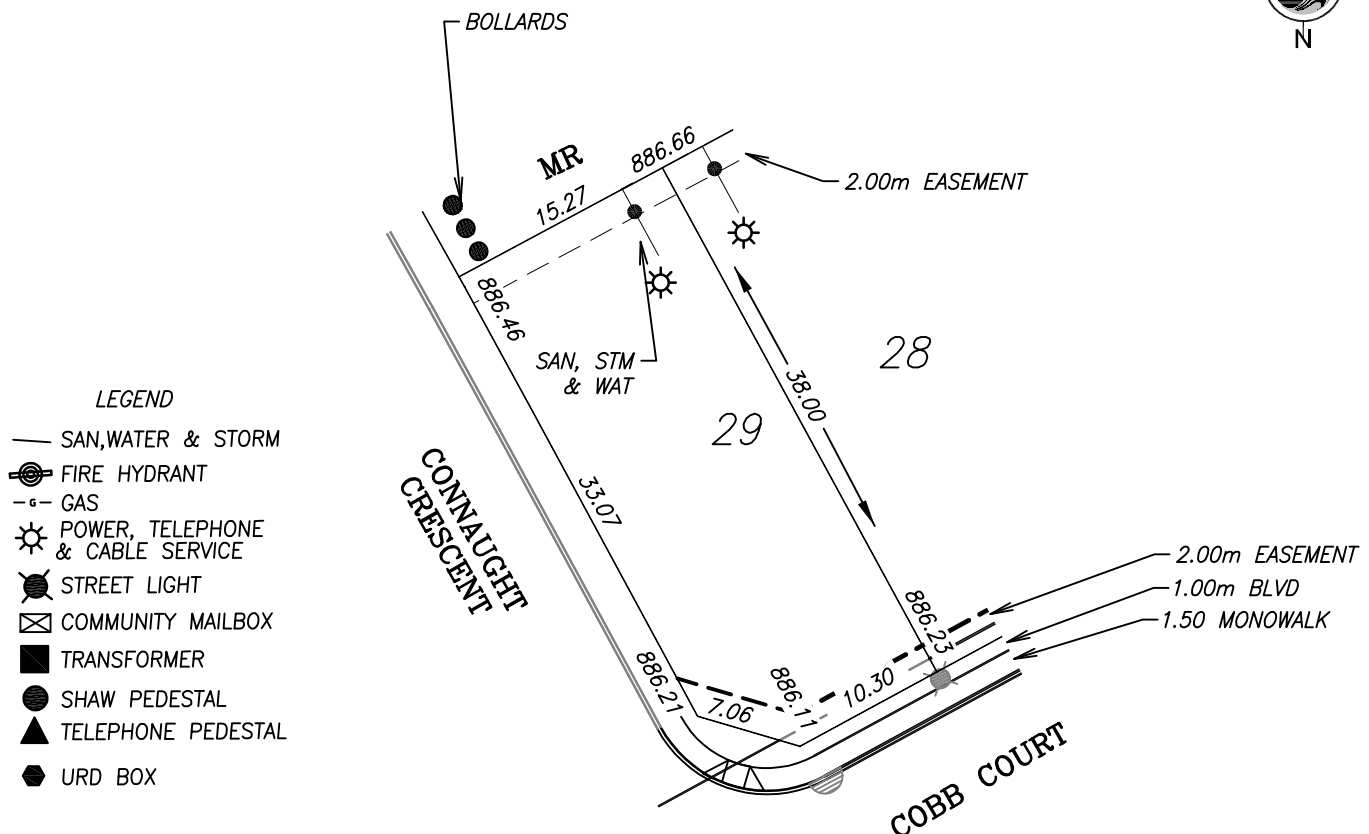 BOLLARDS
N
MR
886.66
15.27
2.00m EASEMENT
886.46
SAN, STM
& WAT
28
38.00
29
LEGEND
SAN,WATER & STORM
FIRE HYDRANT
G GAS
POWER, TELEPHONE
& CABLE SERVICE
STREET LIGHT
COMMUNITY MAILBOX
TRANSFORMER
SHAW PEDESTAL
TELEPHONE PEDESTAL
URD BOX
CONNAUGHT
CRESCENT
33.07
2.00m EASEMENT
1.00m BLVD
1.50 MONOWALK
886.23
886.21
886.11
10.30
7.06
COBB COURT